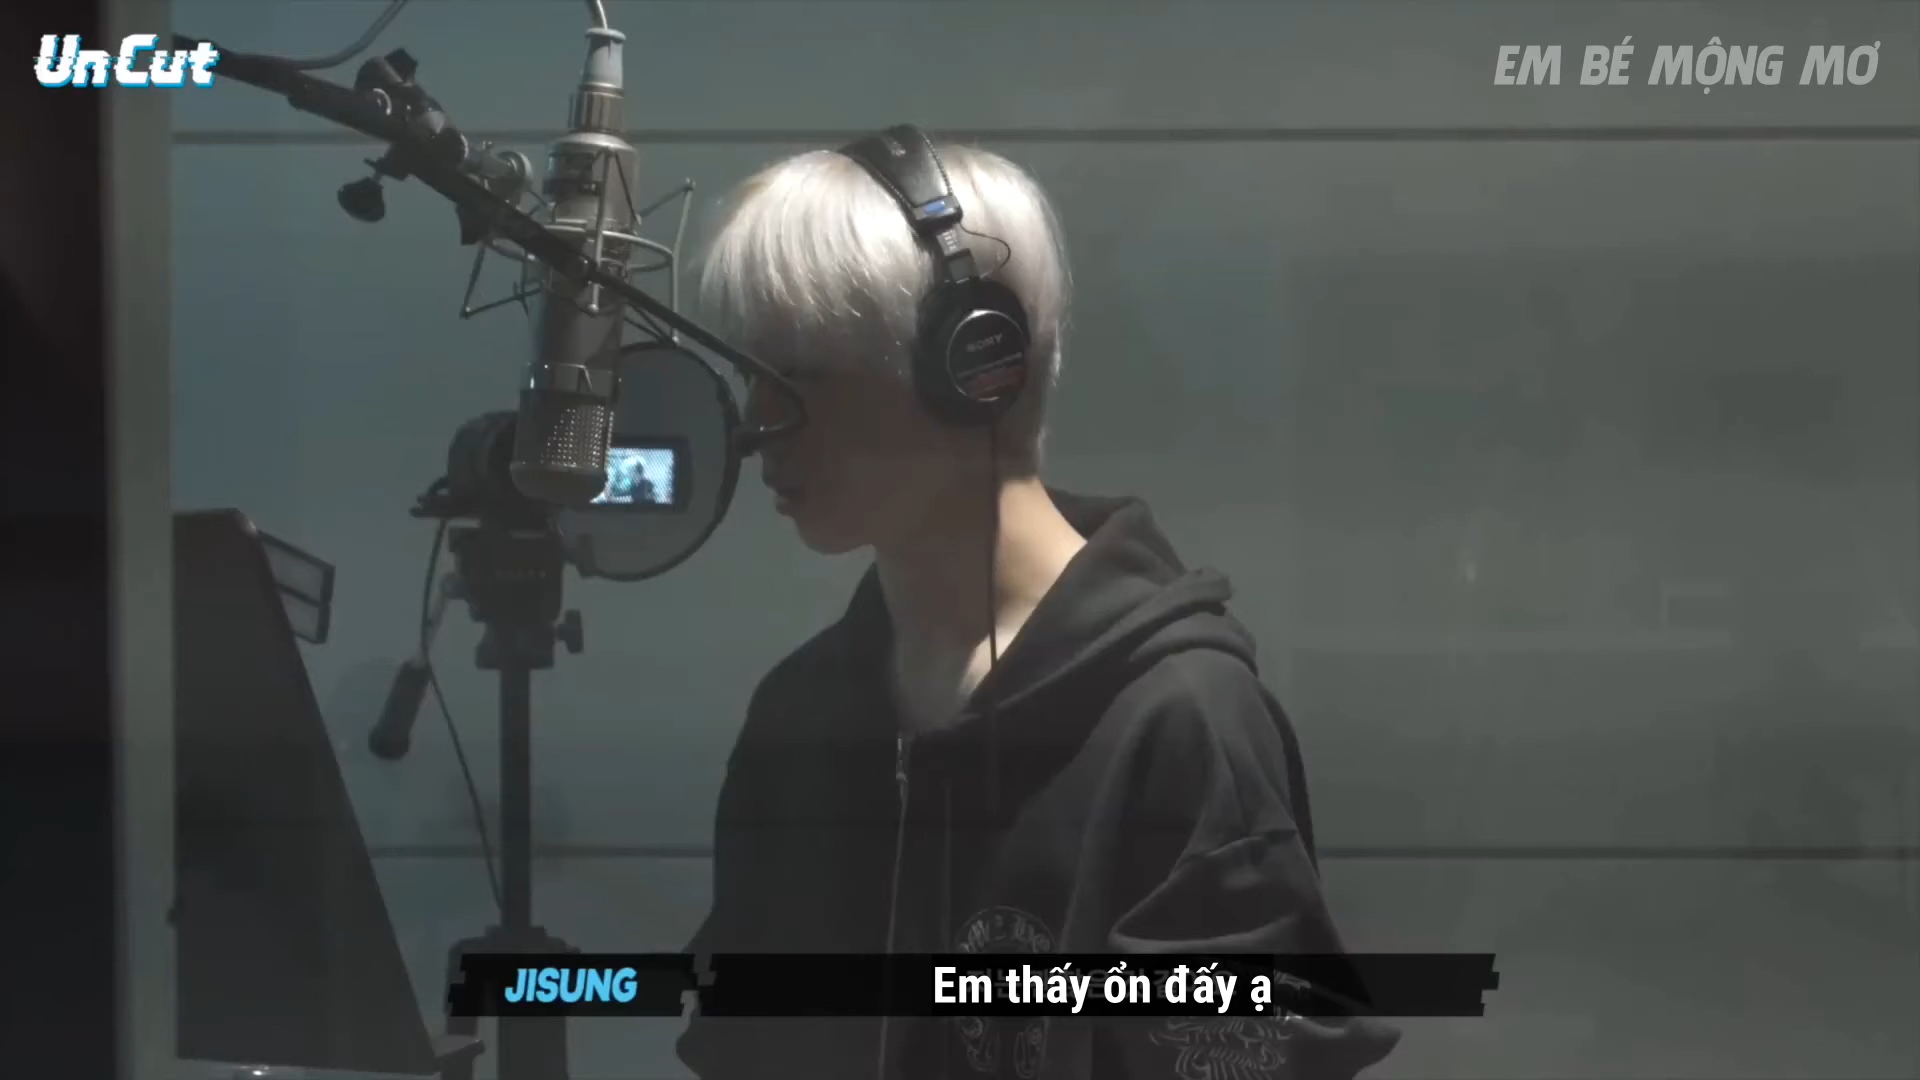 UnCut
EM BÉ MỘNG MƠ
SONY
JISUNG
Em thấy ổn đấy ạ